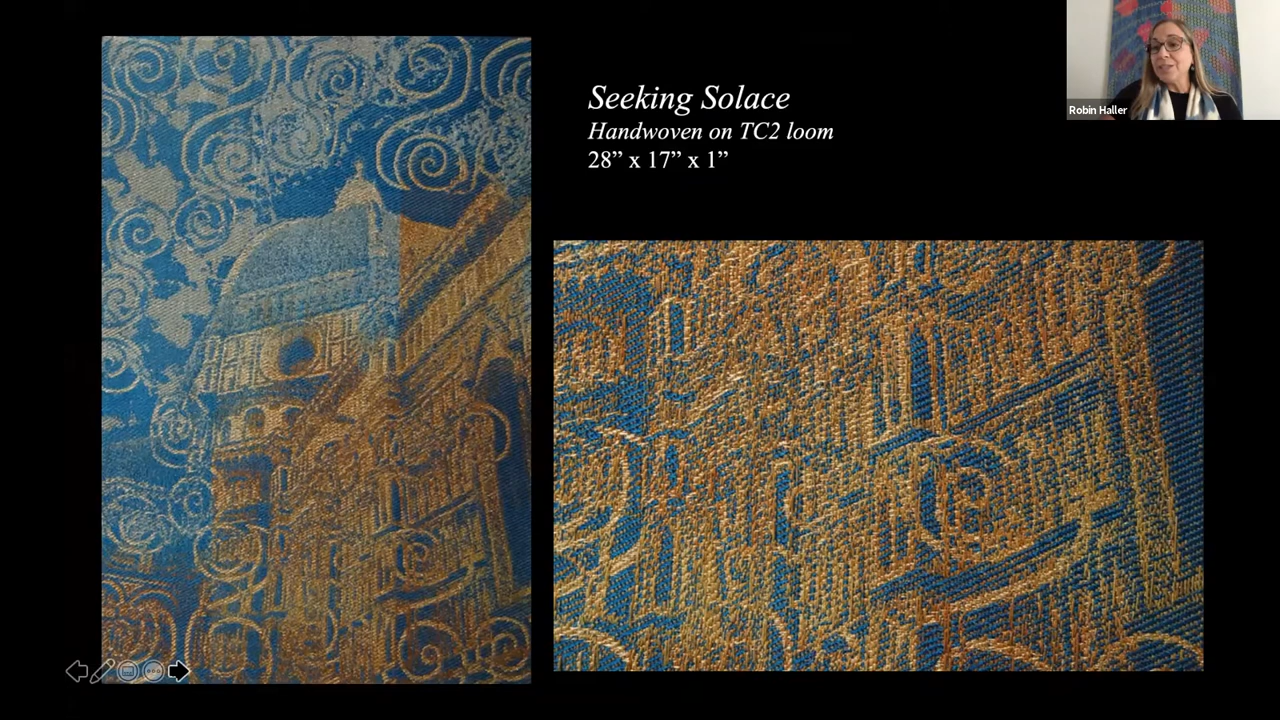 Seeking Solace
Handwoven on TC2 loom
28” x 17” x 1”
Robin Haller